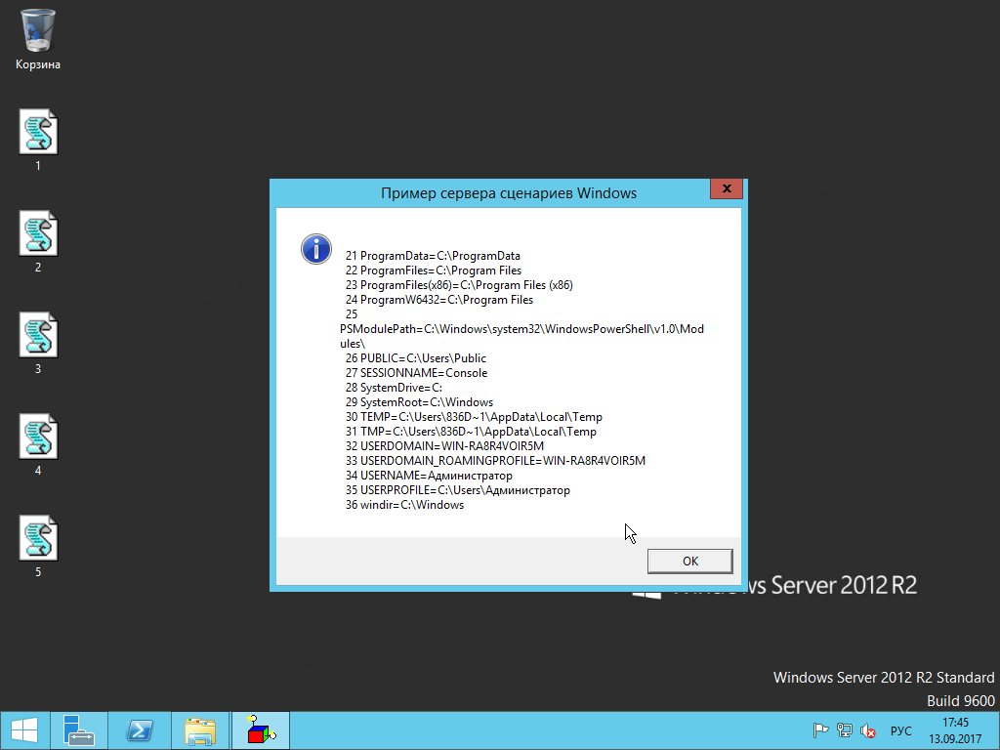 Корзина
1
2
3
4
5
Пример сервера сценариев Windows
x
21 ProgramData=C:\ProgramData
22 ProgramFiles=C:\Program Files
23 ProgramFiles(x86)=C:\Program Files (x86)
24 ProgramW6432=C:\Program Files
25
PSModulePath=C:\Windows\system32\WindowsPowerShell\v1.0\Mod
ules\
26 PUBLIC=C:\Users\Public
27 SESSIONNAME=Console
28 SystemDrive=C:
29 SystemRoot=C:\Windows
30 TEMP=C:\Users\836D~1\AppData\Local\Temp
31 TMP=C:\Users\836D~1\AppData\Local\Temp
32 USERDOMAIN=WIN-RA8R4VOIR5M
33 USERDOMAIN_ROAMINGPROFILE=WIN-RA8R4VOIR5M
34 USERNAME=Администратор
35 USERPROFILE=C:\Users\Администратор
36 windir=C:\Windows
OK
Windows Server 2012 R2
Windows Server 2012 R2 Standard
Build 9600
РУС
17:45
13.09.2017